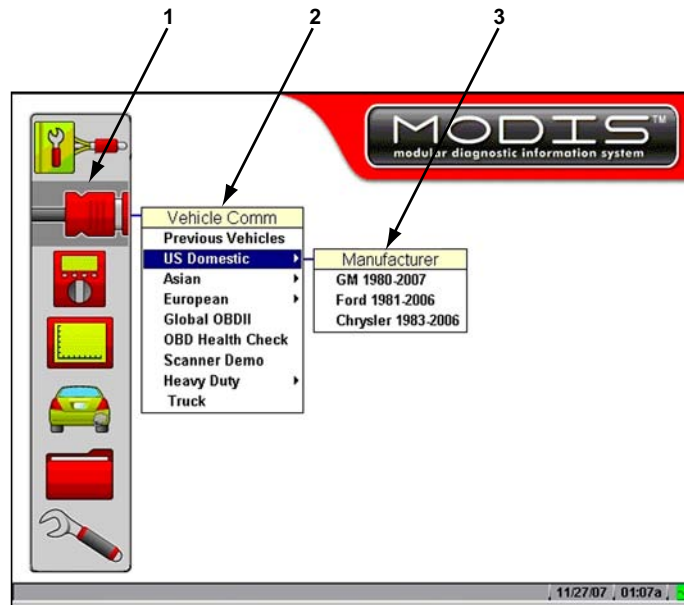 1 2 3
MODIS™
modular diagnostic information system
Vehicle Comm
Previous Vehicles
US Domestic
Asian
European
Global OBDII
OBD Health Check
Scanner Demo
Heavy Duty
Truck
Manufacturer
GM 1980-2007
Ford 1981-2006
Chrysler 1983-2006
11/27/07 01:07a